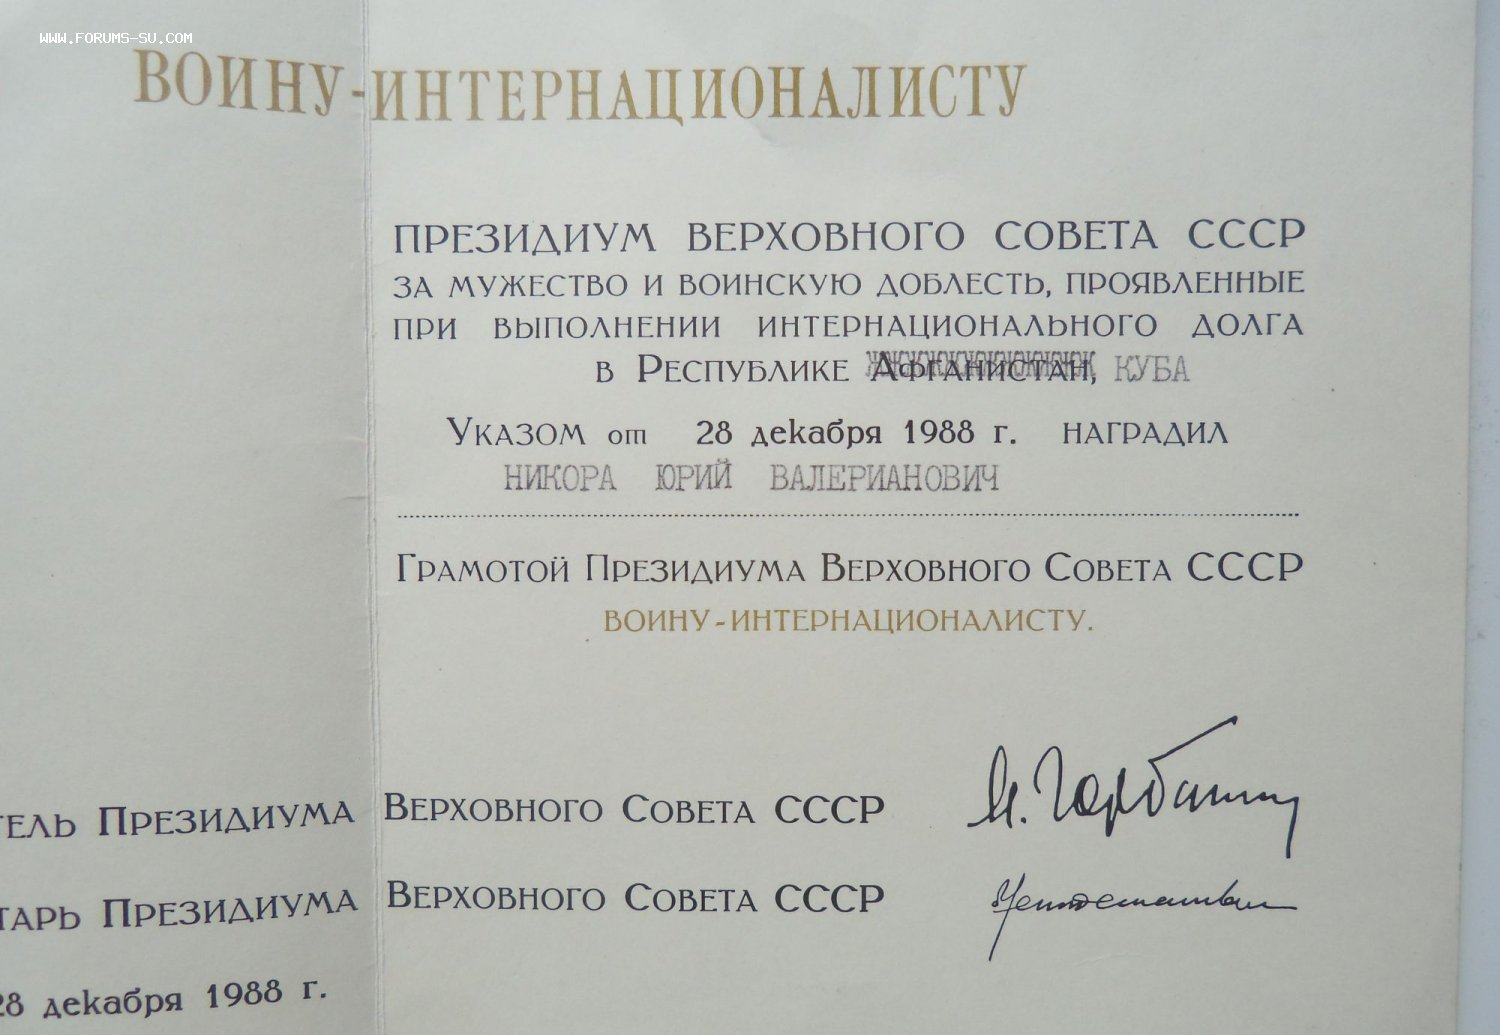 WWW.FORUMS-SU.COM
ВОИНУ-ИНТЕРНАЦИОНАЛИСТУ
ПРЕЗИДИУМ ВЕРХОВНОГО СОВЕТА СССР
ЗА МУЖЕСТВО И ВОИНСКУЮ ДОБЛЕСТЬ, ПРОЯВЛЕННЫЕ
ПРИ ВЫПОЛНЕНИИ ИНТЕРНАЦИОНАЛЬНОГО ДОЛГА
В РЕСПУБЛИКЕ АФГАНИСТАН, КУБА
УКАЗОМ от 28 декабря 1988 г. НАГРАДИЛ
НИКОРА ЮРИЙ ВАЛЕРИАНОВИЧ
ГРАМОТОЙ ПРЕЗИДИУМА ВЕРХОВНОГО СОВЕТА СССР
ВОИНУ-ИНТЕРНАЦИОНАЛИСТУ.
ТЕЛЬ ПРЕЗИДИУМА ВЕРХОВНОГО СОВЕТА СССР М. Горбачев
ТАРЬ ПРЕЗИДИУМА ВЕРХОВНОГО СОВЕТА СССР
28 декабря 1988 г.